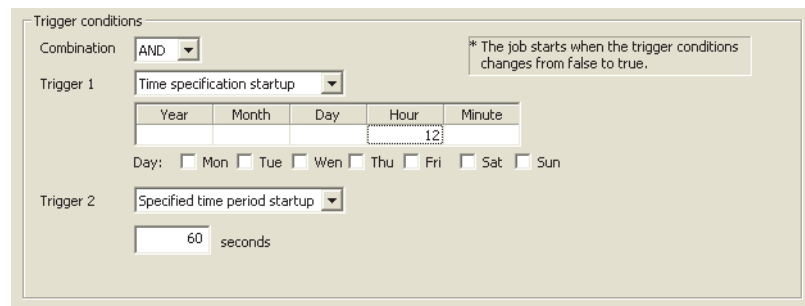 Trigger conditions
Combination AND
* The job starts when the trigger conditions
changes from false to true.
Trigger 1 Time specification startup
Year Month Day Hour Minute
12
Day: Mon Tue Wen Thu Fri Sat Sun
Trigger 2 Specified time period startup
60 seconds